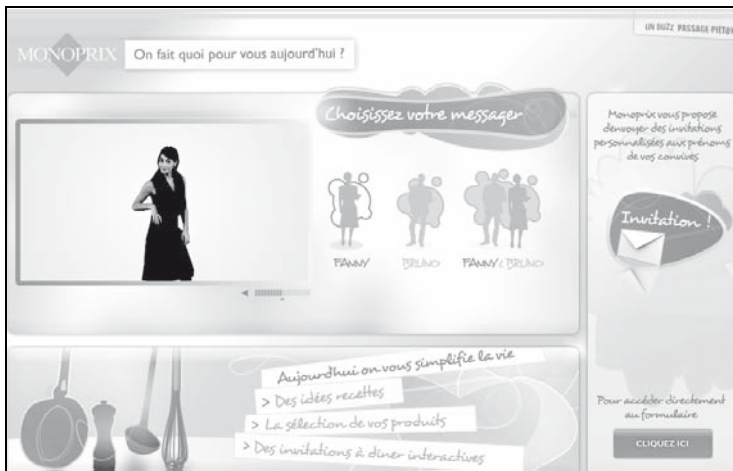 UN BUZZ PASSAGE PIÉTON
MONOPRIX
On fait quoi pour vous aujourd'hui ?
Choisissez votre messager
FANNY
BRUNO
FANNY & BRUNO
Monoprix vous propose
d'envoyer des invitations
personnalisées aux prénoms
de vos convives
Invitation !
Aujourd'hui on vous simplifie la vie
> Des idées recettes
> La sélection de vos produits
> Des invitations à dîner interactives
Pour accéder directement
au formulaire
CLIQUEZ ICI